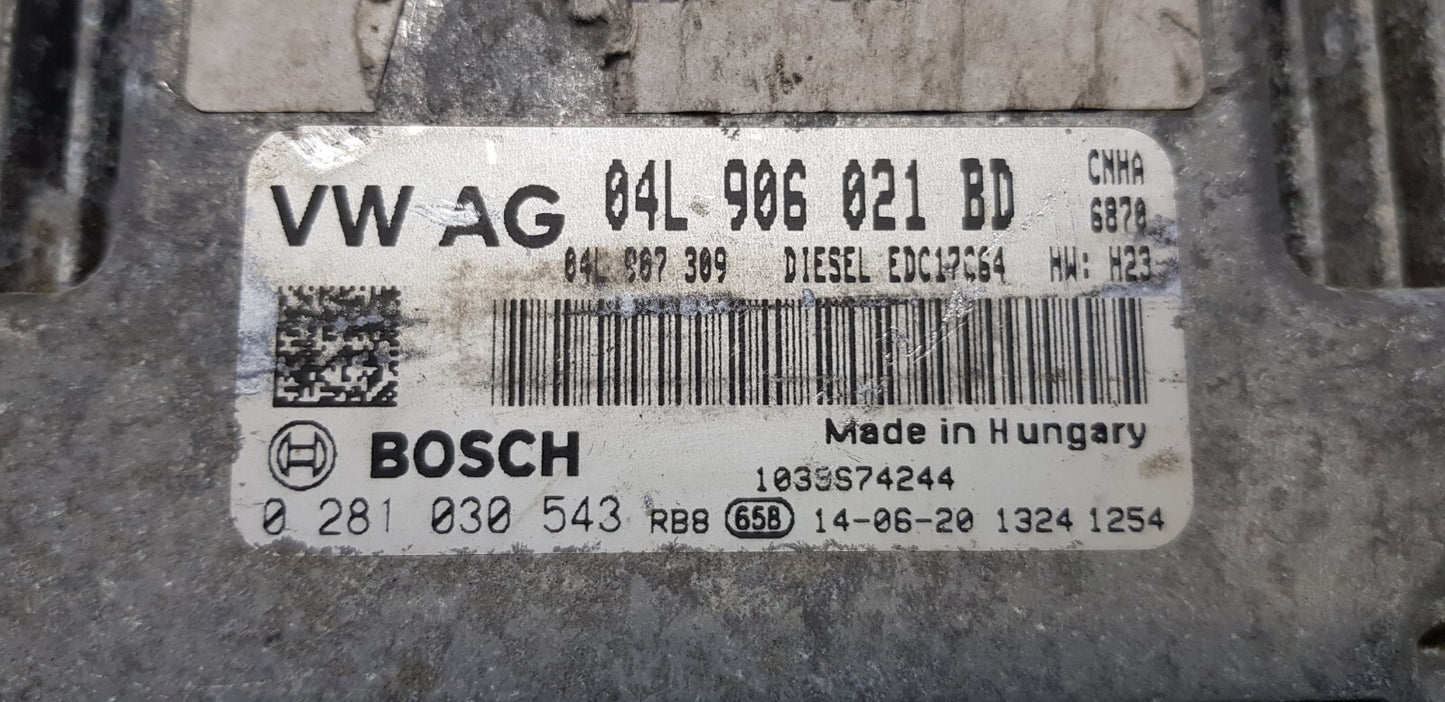 VW AG 04L 906 021 BD CNHA
6870
04L 907 309 DIESEL EDC17C64 HW: H23
Made in Hungary
BOSCH
1039S74244
0 281 030 543 RB8 65B 14-06-20 1324 1254